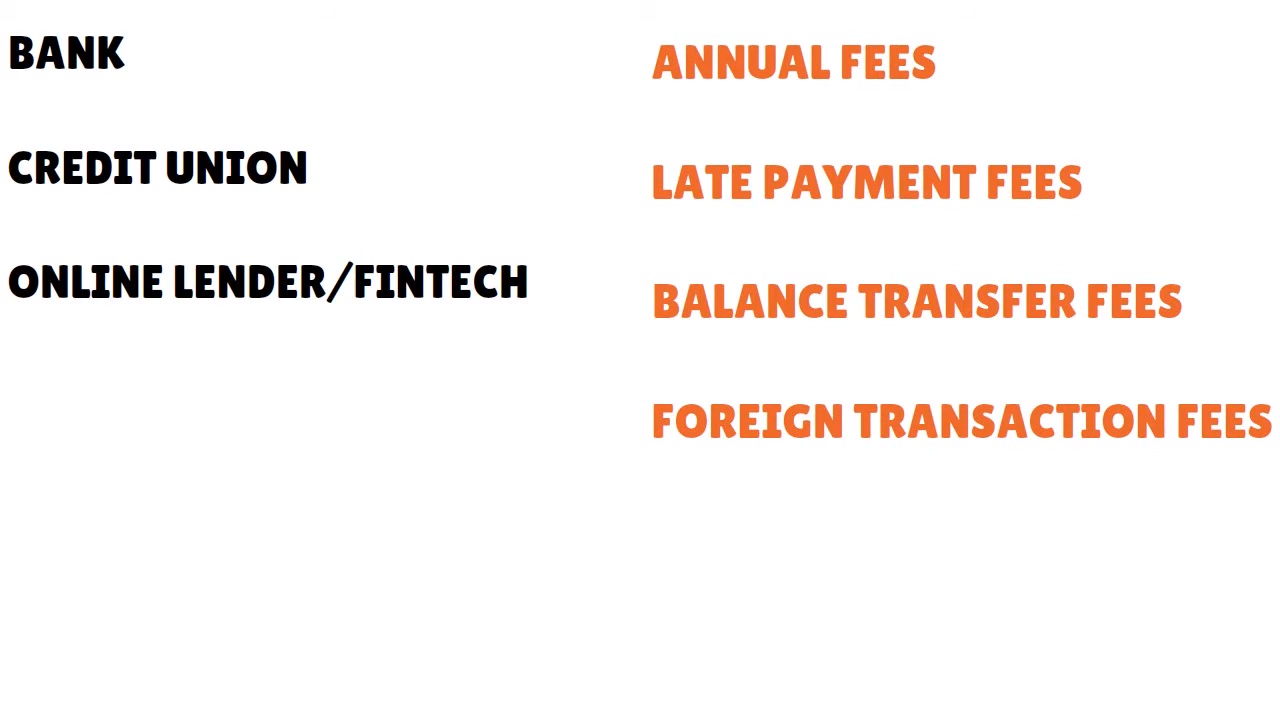 BANK
CREDIT UNION
ONLINE LENDER/FINTECH
ANNUAL FEES
LATE PAYMENT FEES
BALANCE TRANSFER FEES
FOREIGN TRANSACTION FEES